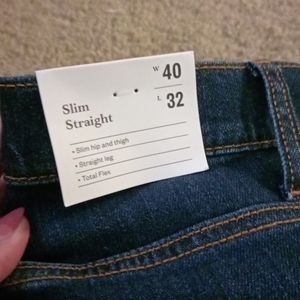 Slim
Straight
W 40
L 32
• Slim hip and thigh
• Straight leg
• Total Flex